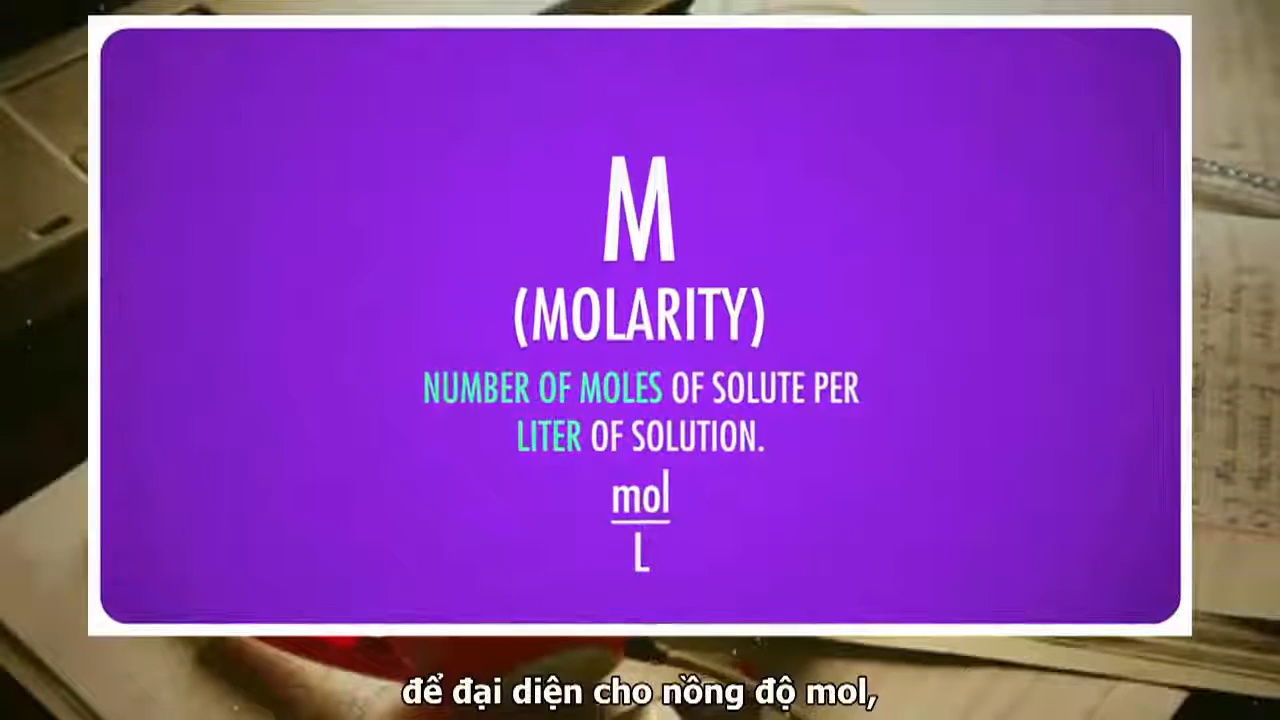 M
(MOLARITY)
NUMBER OF MOLES OF SOLUTE PER
LITER OF SOLUTION.
mol
L
để đại diện cho nồng độ mol,